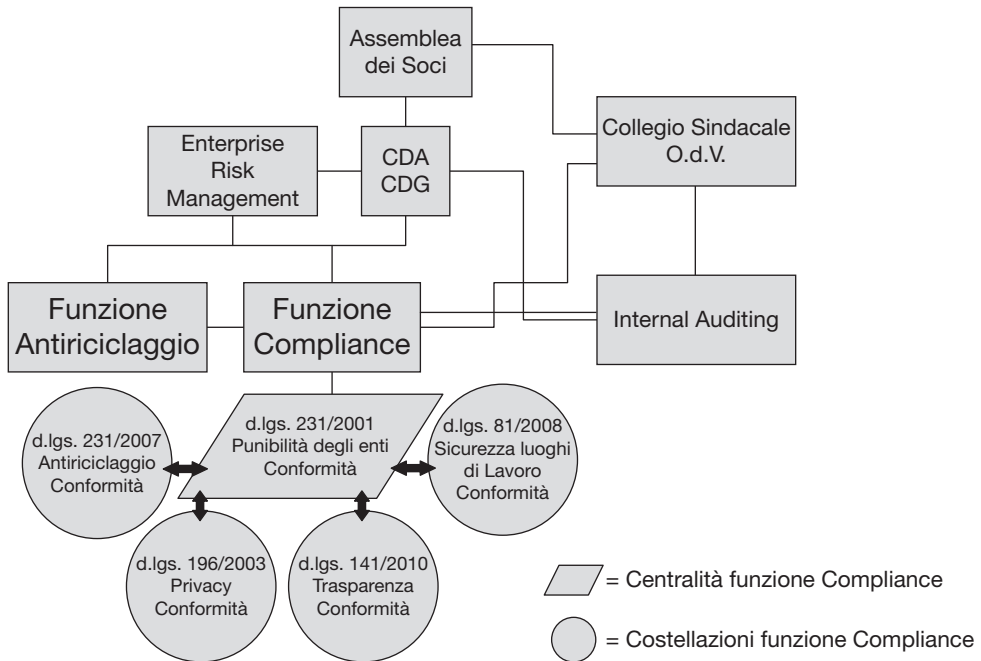 Assemblea
dei Soci
Collegio Sindacale
O.d.V.
Enterprise
Risk
Management
CDA
CDG
Funzione
Antiriciclaggio
Funzione
Compliance
Internal Auditing
d.lgs. 231/2007
Antiriciclaggio
Conformità
d.lgs. 231/2001
Punibilità degli enti
Conformità
d.lgs. 81/2008
Sicurezza luoghi
di Lavoro
Conformità
d.lgs. 196/2003
Privacy
Conformità
d.lgs. 141/2010
Trasparenza
Conformità
= Centralità funzione Compliance
= Costellazioni funzione Compliance